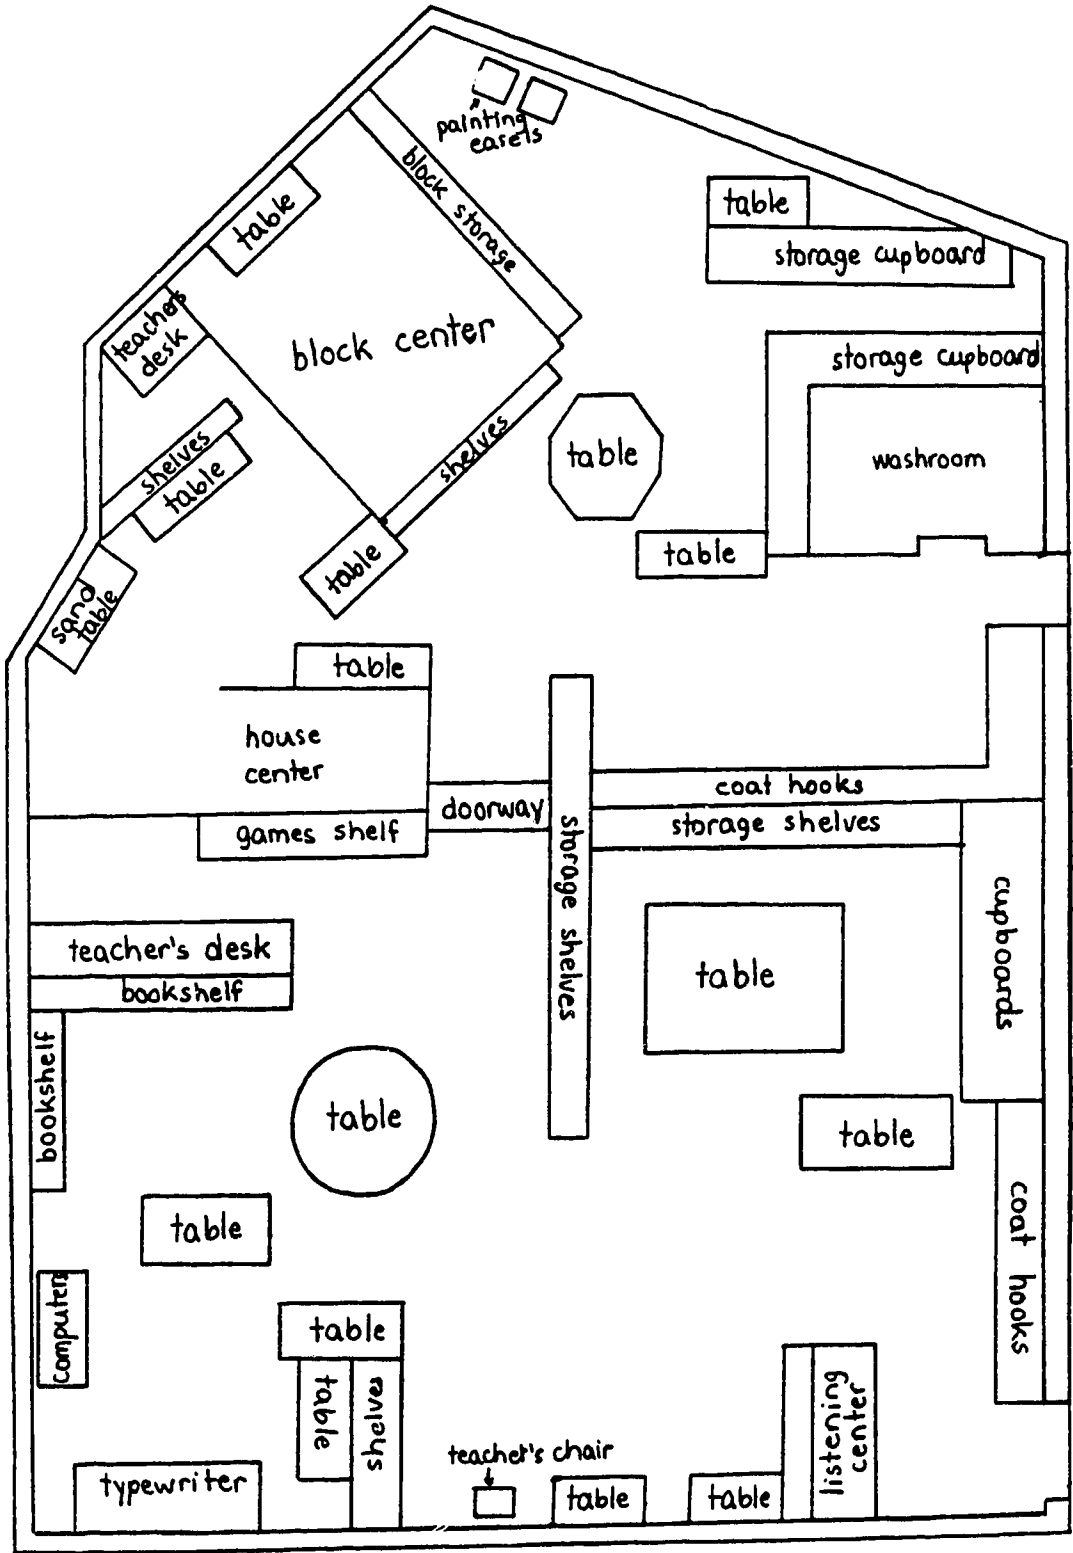 painting
easels
block storage
table
table
storage cupboard
teacher's
desk
block center
storage cupboard
shelves
table
shelves
table
washroom
table
table
sand
table
table
house
center
coat hooks
doorway
storage shelves
games shelf
storage shelves
cupboards
teacher's desk
bookshelf
table
bookshelf
table
table
table
coat hooks
computer
table
table
shelves
listening
center
typewriter
teacher's chair
table
table